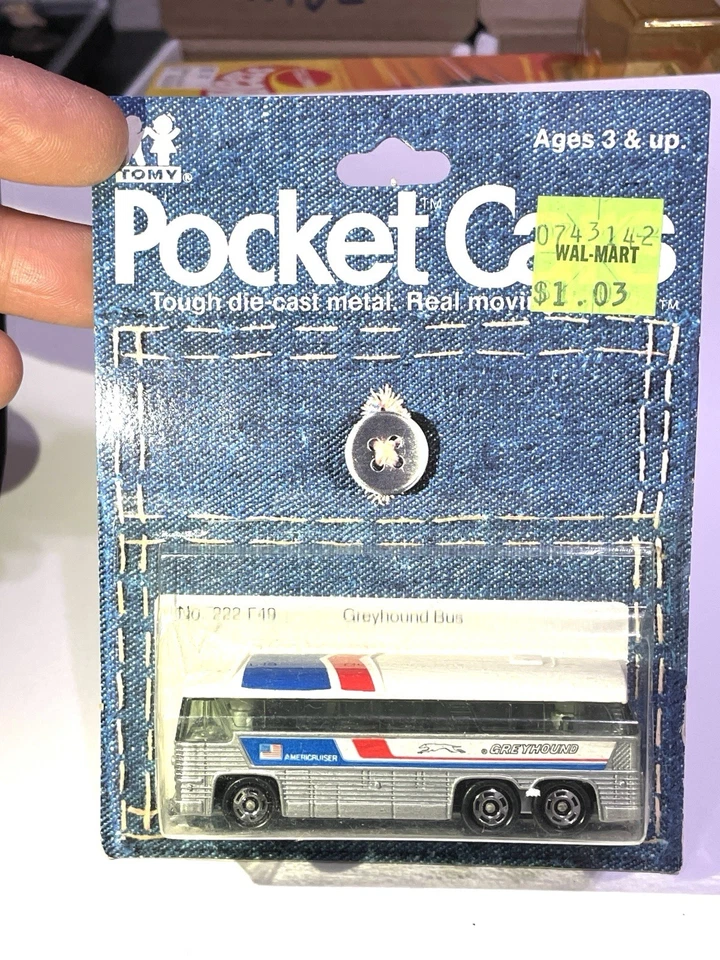 TOMY®
Ages 3 & up.
Pocket Ca s
0743142
WAL-MART
$1.03
Tough die-cast metal. Real movi
No. 222 F49 Greyhound Bus
AMERICRUISER
GREYHOUND